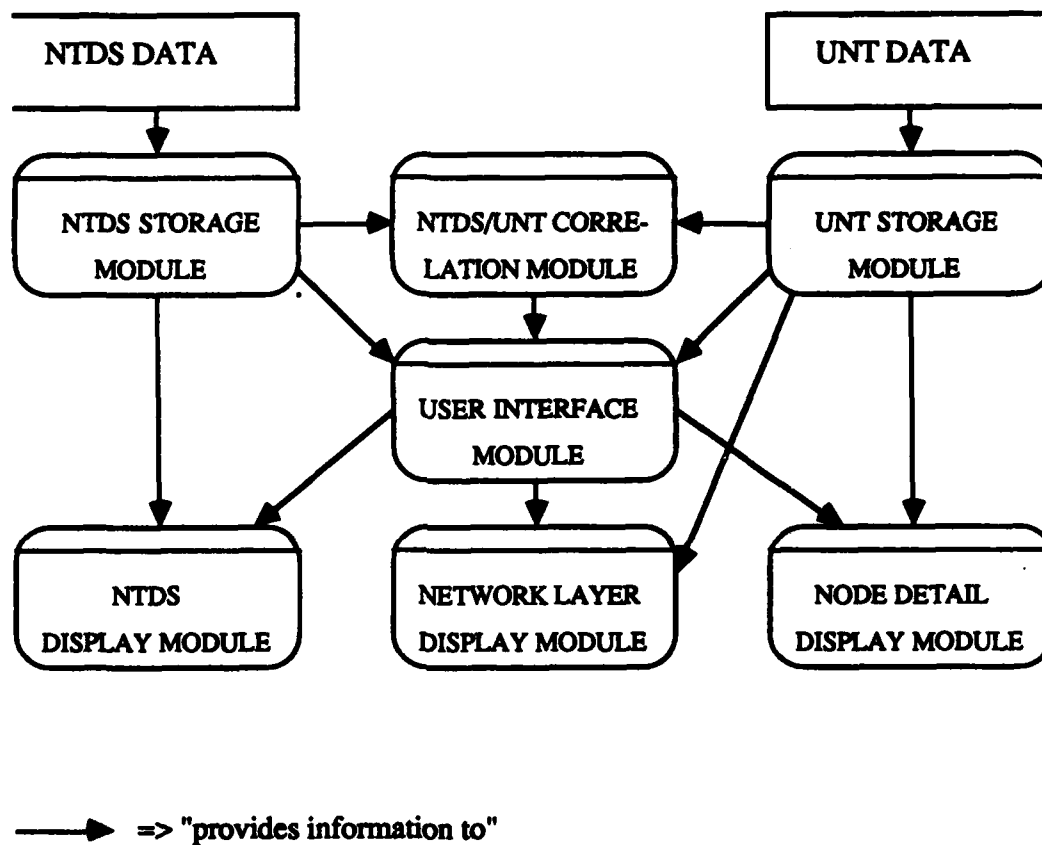 NTDS DATA
UNT DATA
NTDS STORAGE
MODULE
NTDS/UNT CORRE-
LATION MODULE
UNT STORAGE
MODULE
USER INTERFACE
MODULE
NTDS
DISPLAY MODULE
NETWORK LAYER
DISPLAY MODULE
NODE DETAIL
DISPLAY MODULE
=> "provides information to"